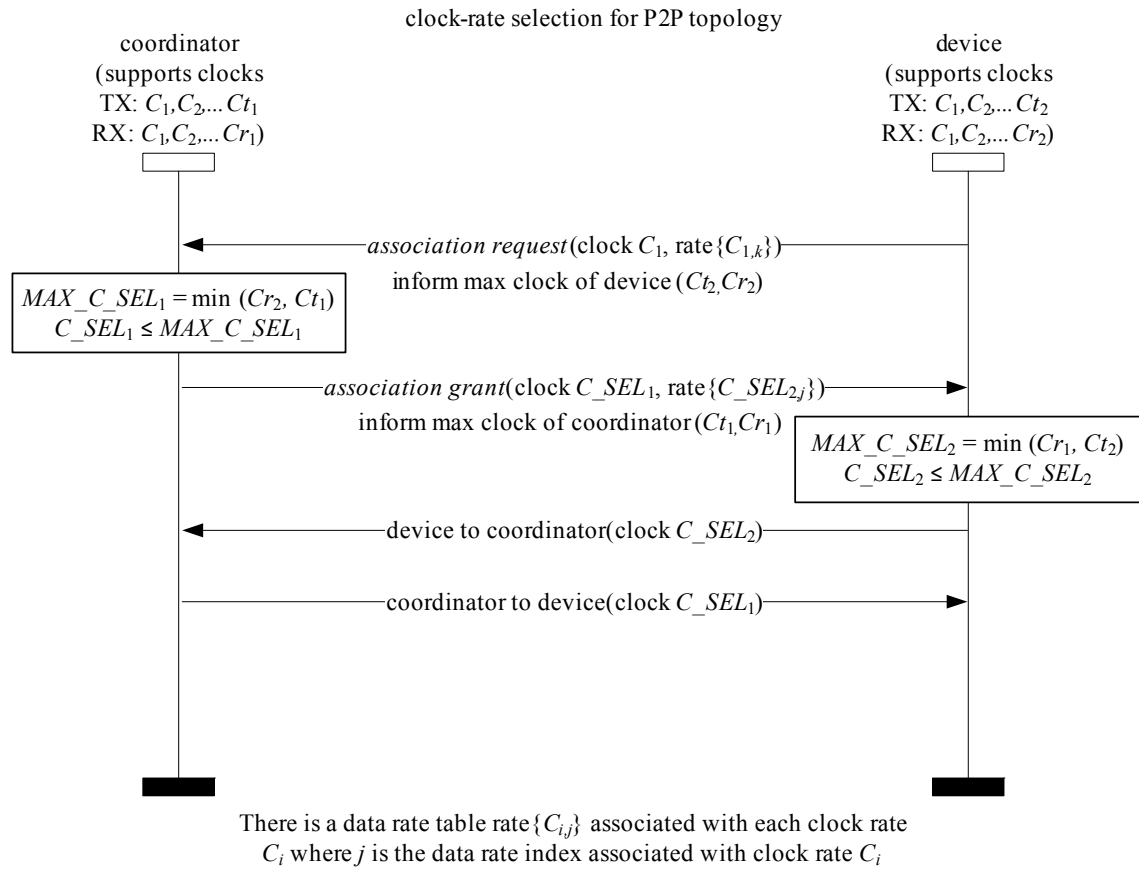 clock-rate selection for P2P topology
coordinator
(supports clocks
TX: C₁,C₂,... Ct₁
RX: C₁,C₂,... Cr₁)
device
(supports clocks
TX: C₁,C₂,... Ct₂
RX: C₁,C₂,... Cr₂)
association request(clock C₁, rate{C₁,ₖ})
inform max clock of device (Ct₂,Cr₂)
MAX_C_SEL₁ = min (Cr₂, Ct₁)
C_SEL₁ ≤ MAX_C_SEL₁
association grant(clock C_SEL₁, rate{C_SEL₂,ⱼ})
inform max clock of coordinator (Ct₁,Cr₁)
MAX_C_SEL₂ = min (Cr₁, Ct₂)
C_SEL₂ ≤ MAX_C_SEL₂
device to coordinator(clock C_SEL₂)
coordinator to device(clock C_SEL₁)
There is a data rate table rate{Cᵢ,ⱼ} associated with each clock rate
Cᵢ where j is the data rate index associated with clock rate Cᵢ